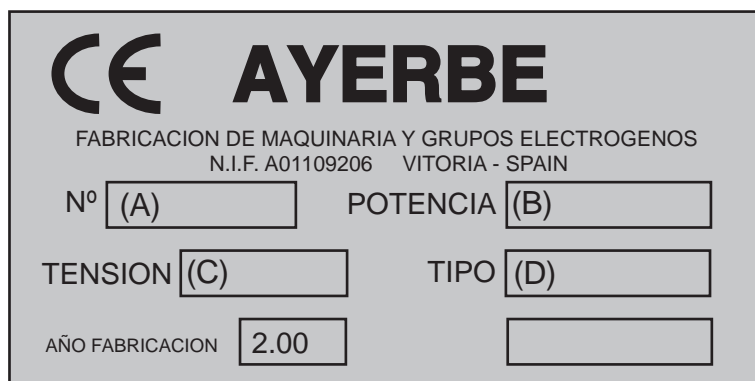 CE AYERBE
FABRICACION DE MAQUINARIA Y GRUPOS ELECTROGENOS
N.I.F. A01109206 VITORIA - SPAIN
Nº (A) POTENCIA (B)
TENSION (C) TIPO (D)
AÑO FABRICACION 2.00